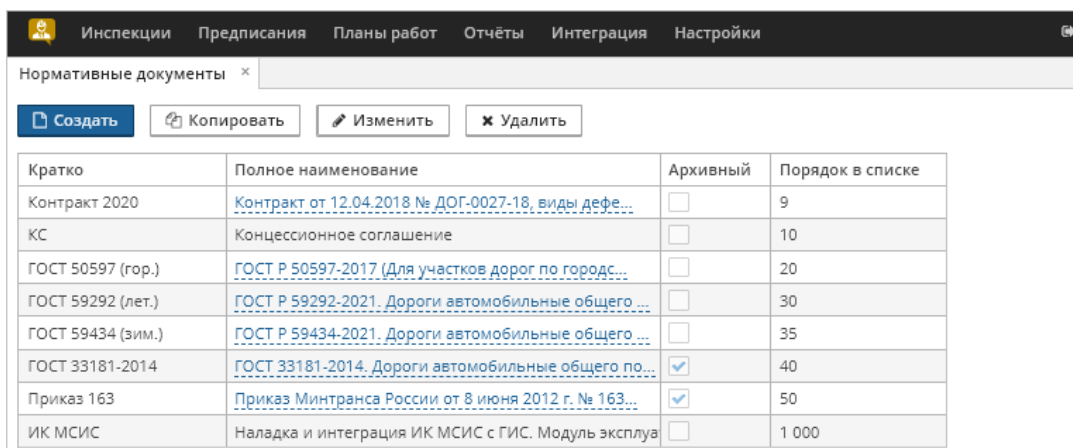 Инспекции Предписания Планы работ Отчёты Интеграция Настройки
Нормативные документы ×
Создать Копировать Изменить Удалить
Кратко Полное наименование Архивный Порядок в списке
Контракт 2020 Контракт от 12.04.2018 № ДОГ-0027-18, виды дефе... 9
КС Концессионное соглашение 10
ГОСТ 50597 (гор.) ГОСТ Р 50597-2017 (Для участков дорог по городс... 20
ГОСТ 59292 (лет.) ГОСТ Р 59292-2021. Дороги автомобильные общего ... 30
ГОСТ 59434 (зим.) ГОСТ Р 59434-2021. Дороги автомобильные общего ... 35
ГОСТ 33181-2014 ГОСТ 33181-2014. Дороги автомобильные общего по... 40
Приказ 163 Приказ Минтранса России от 8 июня 2012 г. № 163... 50
ИК МСИС Наладка и интеграция ИК МСИС с ГИС. Модуль эксплуа 1 000